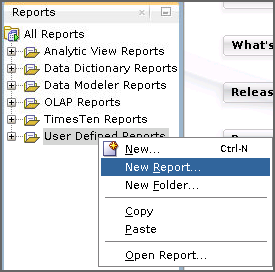 Reports
All Reports
Analytic View Reports
Data Dictionary Reports
Data Modeler Reports
OLAP Reports
TimesTen Reports
User Defined Reports
New... Ctrl-N
New Report...
New Folder...
Copy
Paste
Open Report...
What's
Releas